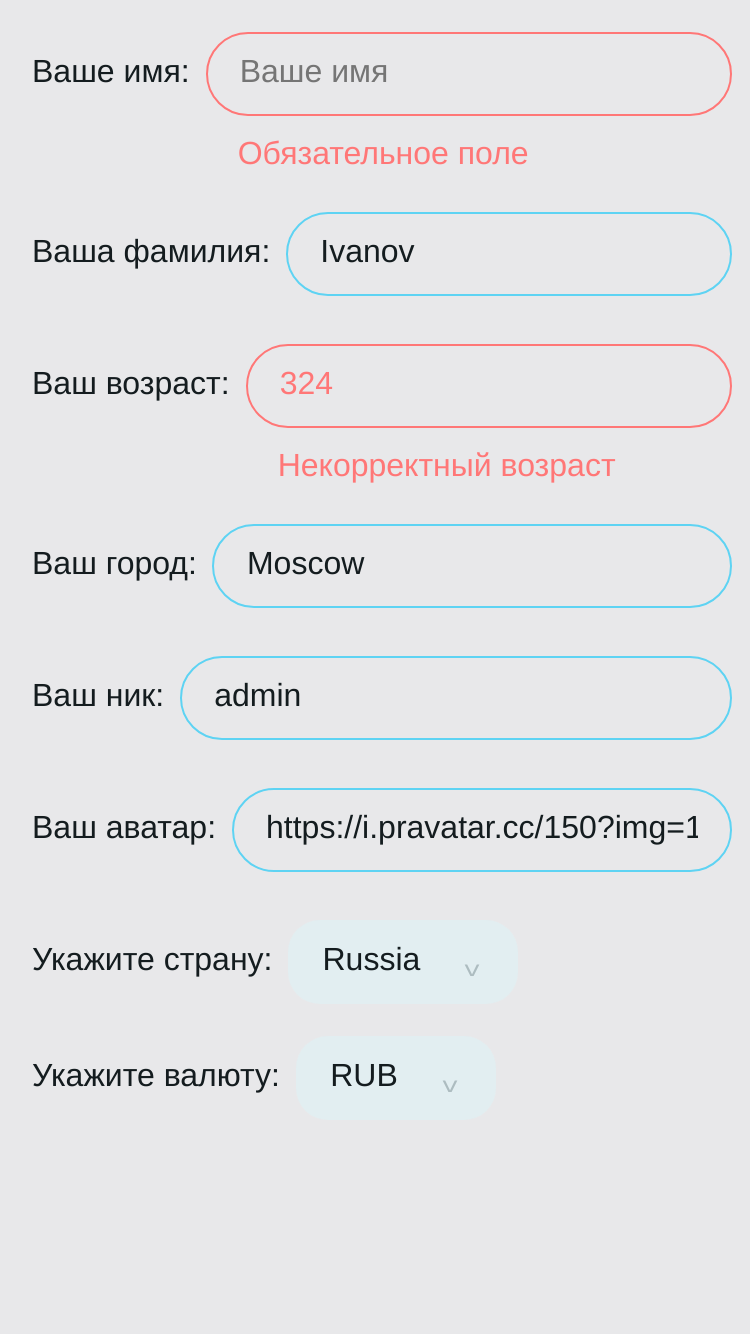 Ваше имя: Ваше имя
Обязательное поле
Ваша фамилия: Ivanov
Ваш возраст: 324
Некорректный возраст
Ваш город: Moscow
Ваш ник: admin
Ваш аватар: https://i.pravatar.cc/150?img=1
Укажите страну: Russia
Укажите валюту: RUB